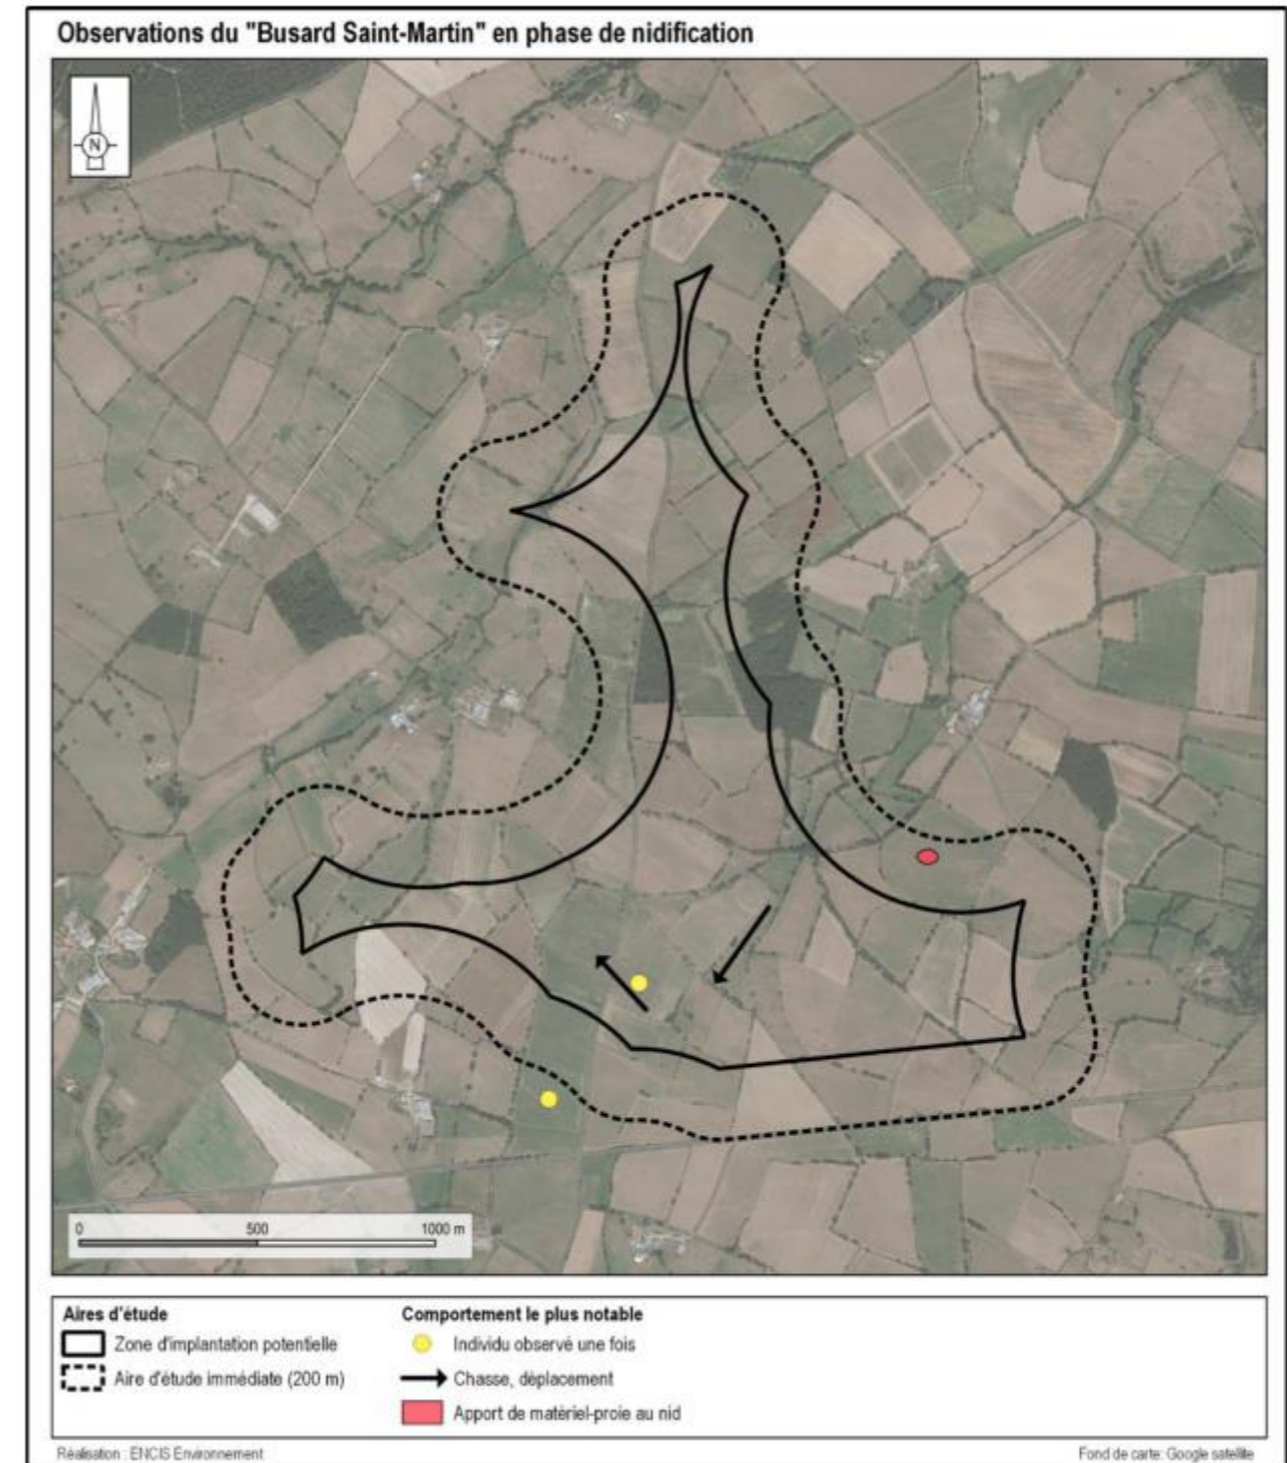 Observations du "Busard Saint-Martin" en phase de nidification
N
0 500 1000 m
Aires d'étude
Zone d'implantation potentielle
Aire d'étude immédiate (200 m)
Comportement le plus notable
Individu observé une fois
Chasse, déplacement
Apport de matériel-proie au nid
Réalisation : ENCIS Environnement
Fond de carte: Google satellite